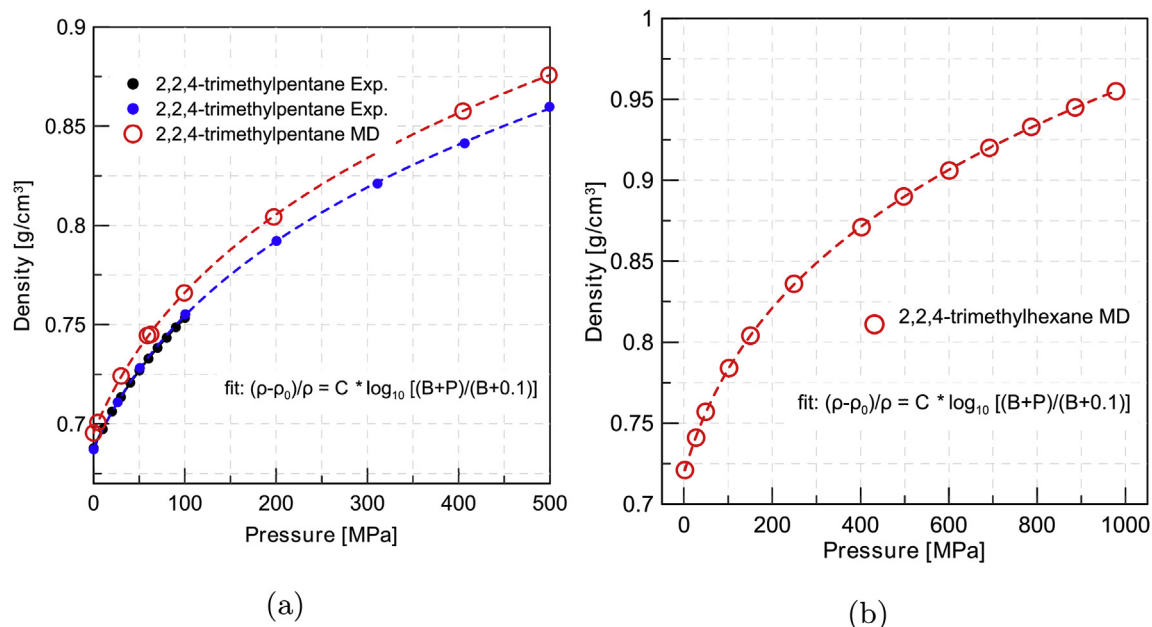 0.9
0.85
0.8
0.75
0.7
Density [g/cm³]
2,2,4-trimethylpentane Exp.
2,2,4-trimethylpentane Exp.
2,2,4-trimethylpentane MD
fit: (ρ-ρ₀)/ρ = C * log₁₀ [(B+P)/(B+0.1)]
0 100 200 300 400 500
Pressure [MPa]
(a)
1
0.95
0.9
0.85
0.8
0.75
0.7
Density [g/cm³]
2,2,4-trimethylhexane MD
fit: (ρ-ρ₀)/ρ = C * log₁₀ [(B+P)/(B+0.1)]
0 200 400 600 800 1000
Pressure [MPa]
(b)